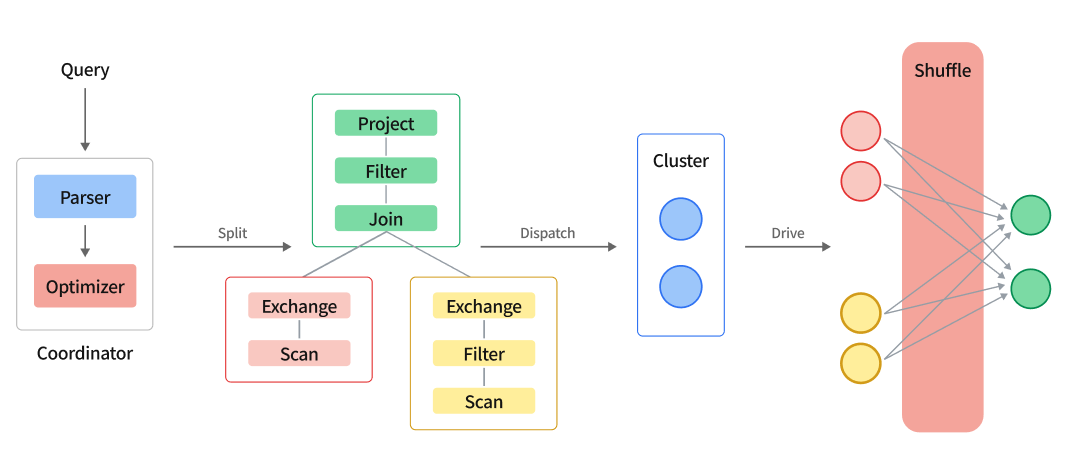 Query
Parser
Optimizer
Coordinator
Split
Project
Filter
Join
Exchange
Scan
Exchange
Filter
Scan
Dispatch
Cluster
Drive
Shuffle